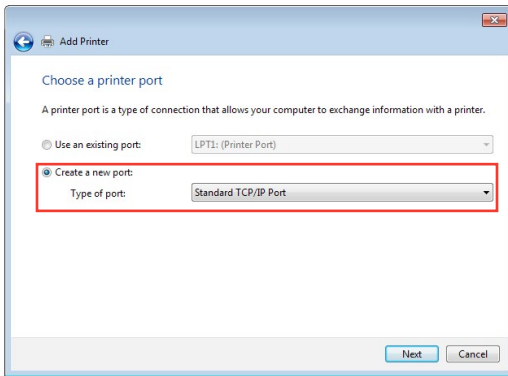 Add Printer
Choose a printer port
A printer port is a type of connection that allows your computer to exchange information with a printer.
Use an existing port: LPT1: (Printer Port)
Create a new port:
Type of port: Standard TCP/IP Port
Next Cancel